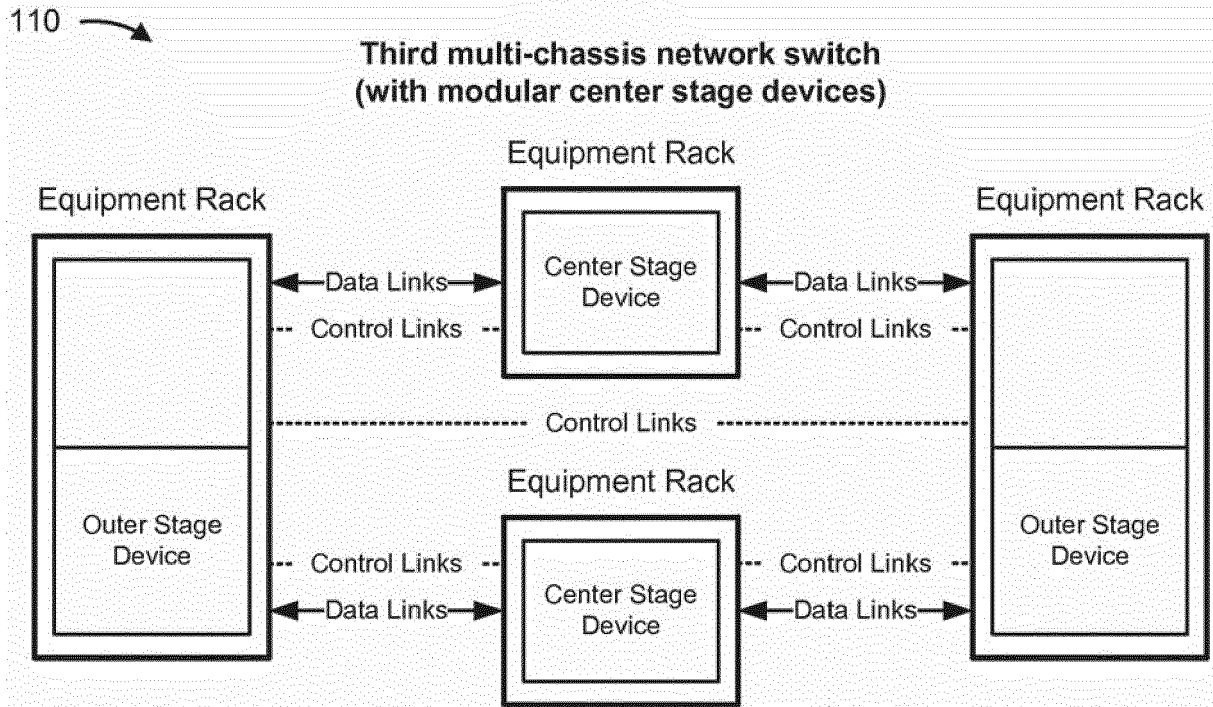 110
Third multi-chassis network switch
(with modular center stage devices)
Equipment Rack
Equipment Rack
Equipment Rack
Center Stage
Device
Data Links
Data Links
Control Links
Control Links
Control Links
Equipment Rack
Outer Stage
Device
Outer Stage
Device
Control Links
Control Links
Center Stage
Device
Data Links
Data Links